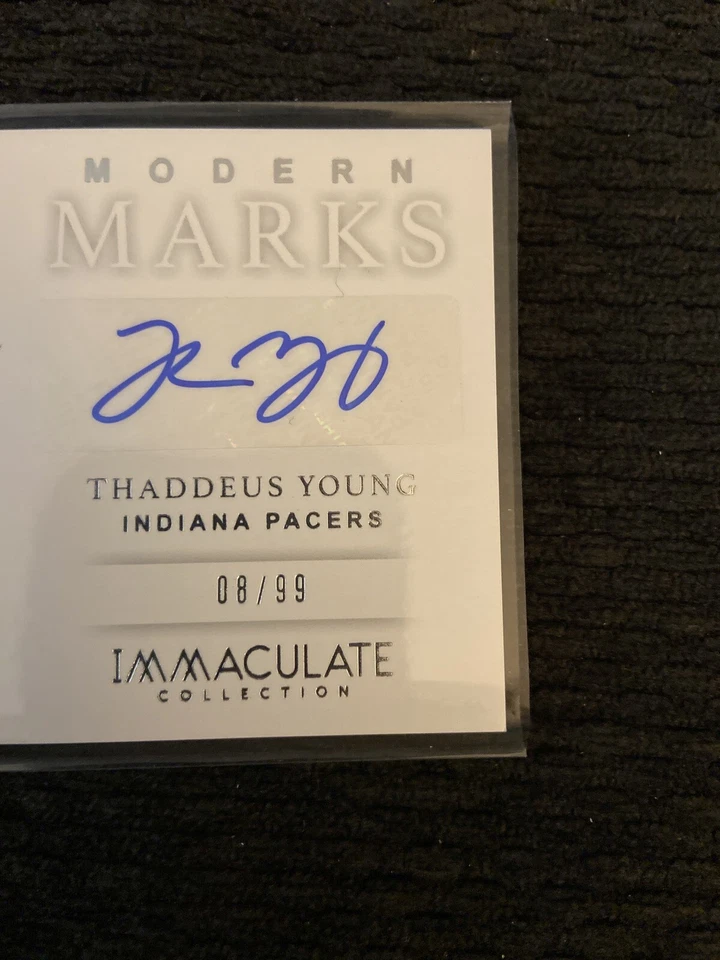 MODERN
MARKS
THADDEUS YOUNG
INDIANA PACERS
08/99
IMMACULATE
COLLECTION